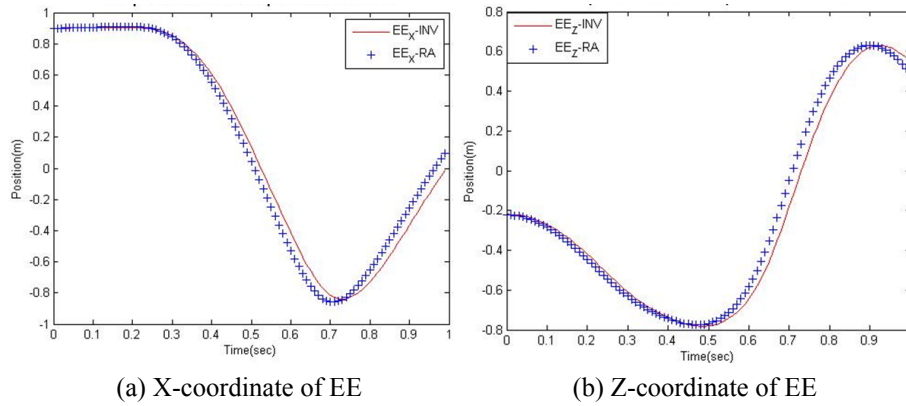 EEX-INV
EEX-RA
Position(m)
1
0.8
0.6
0.4
0.2
0
-0.2
-0.4
-0.6
-0.8
-1
0 0.1 0.2 0.3 0.4 0.5 0.6 0.7 0.8 0.9 1
Time(sec)
(a) X-coordinate of EE
EEZ-INV
EEZ-RA
Position(m)
0.8
0.6
0.4
0.2
0
-0.2
-0.4
-0.6
-0.8
0 0.1 0.2 0.3 0.4 0.5 0.6 0.7 0.8 0.9
Time(sec)
(b) Z-coordinate of EE